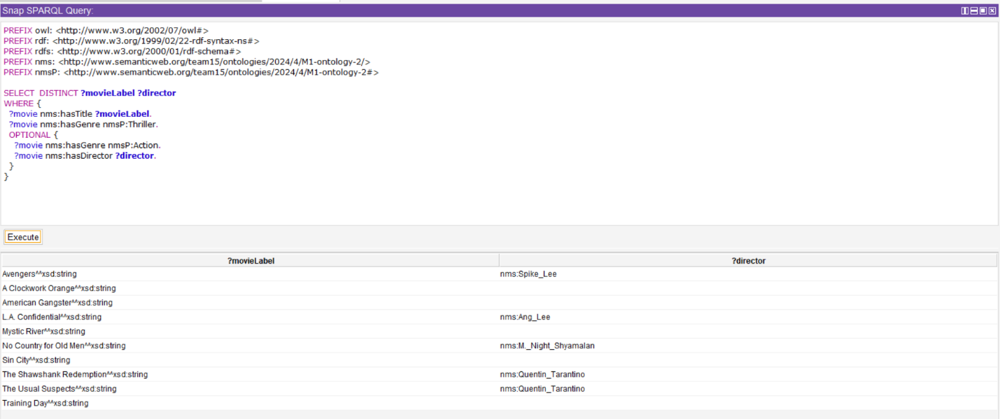 Snap SPARQL Query:
PREFIX owl: <http://www.w3.org/2002/07/owl#>
PREFIX rdf: <http://www.w3.org/1999/02/22-rdf-syntax-ns#>
PREFIX rdfs: <http://www.w3.org/2000/01/rdf-schema#>
PREFIX nms: <http://www.semanticweb.org/team15/ontologies/2024/4/M1-ontology-2/>
PREFIX nmsP: <http://www.semanticweb.org/team15/ontologies/2024/4/M1-ontology-2#>
SELECT DISTINCT ?movieLabel ?director
WHERE {
?movie nms:hasTitle ?movieLabel.
?movie nms:hasGenre nmsP:Thriller.
OPTIONAL {
?movie nms:hasGenre nmsP:Action.
?movie nms:hasDirector ?director.
}
}
Execute
?movieLabel ?director
Avengers^^xsd:string nms:Spike_Lee
A Clockwork Orange^^xsd:string
American Gangster^^xsd:string
L.A. Confidential^^xsd:string nms:Ang_Lee
Mystic River^^xsd:string
No Country for Old Men^^xsd:string nms:M._Night_Shyamalan
Sin City^^xsd:string
The Shawshank Redemption^^xsd:string nms:Quentin_Tarantino
The Usual Suspects^^xsd:string nms:Quentin_Tarantino
Training Day^^xsd:string